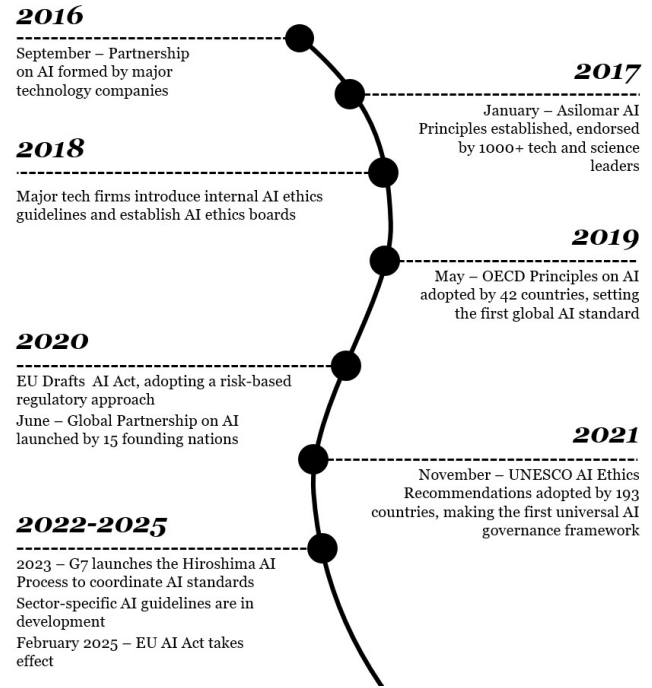 2016
September – Partnership
on AI formed by major
technology companies
2017
January – Asilomar AI
Principles established, endorsed
by 1000+ tech and science
leaders
2018
Major tech firms introduce internal AI ethics
guidelines and establish AI ethics boards
2019
May – OECD Principles on AI
adopted by 42 countries, setting
the first global AI standard
2020
EU Drafts AI Act, adopting a risk-based
regulatory approach
June – Global Partnership on AI
launched by 15 founding nations
2021
November – UNESCO AI Ethics
Recommendations adopted by 193
countries, making the first universal AI
governance framework
2022-2025
2023 – G7 launches the Hiroshima AI
Process to coordinate AI standards
Sector-specific AI guidelines are in
development
February 2025 – EU AI Act takes
effect